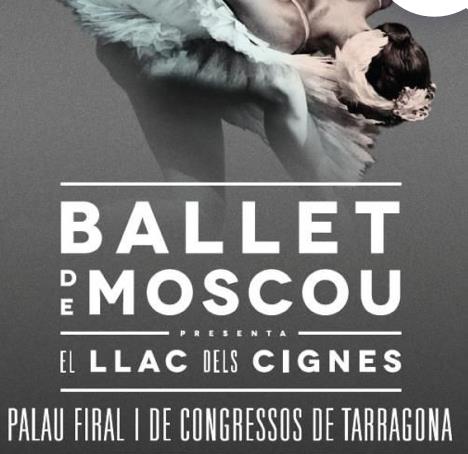 BALLET
DE MOSCOU
PRESENTA
EL LLAC DELS CIGNES
PALAU FIRAL I DE CONGRESSOS DE TARRAGONA